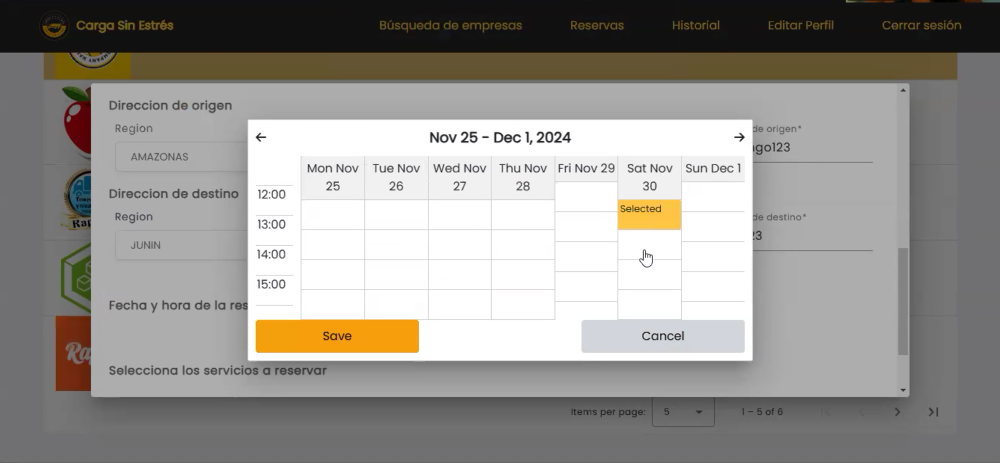 Carga Sin Estrés
Búsqueda de empresas
Reservas
Historial
Editar Perfil
Cerrar sesión
Direccion de origen
Region
AMAZONAS
de origen*
ngo123
Direccion de destino
Region
JUNIN
de destino*
23
Fecha y hora de la res
Selecciona los servicios a reservar
Nov 25 - Dec 1, 2024
Mon Nov 25
Tue Nov 26
Wed Nov 27
Thu Nov 28
Fri Nov 29
Sat Nov 30
Sun Dec 1
12:00
13:00
14:00
15:00
Selected
Save
Cancel
Items per page:
5
1 – 5 of 6